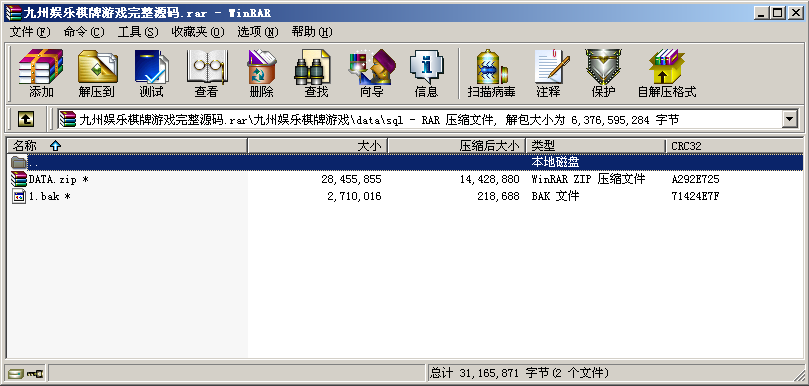 九州娱乐棋牌游戏完整源码.rar - WinRAR
文件(F) 命令(C) 工具(S) 收藏夹(O) 选项(N) 帮助(H)
添加 解压到 测试 查看 删除 查找 向导 信息 扫描病毒 注释 保护 自解压格式
九州娱乐棋牌游戏完整源码.rar\九州娱乐棋牌游戏\data\sql - RAR 压缩文件, 解包大小为 6,376,595,284 字节
名称 大小 压缩后大小 类型 CRC32
.. 本地磁盘
DATA.zip * 28,455,855 14,428,880 WinRAR ZIP 压缩文件 A292E725
1.bak * 2,710,016 218,688 BAK 文件 71424E7F
总计 31,165,871 字节(2 个文件)